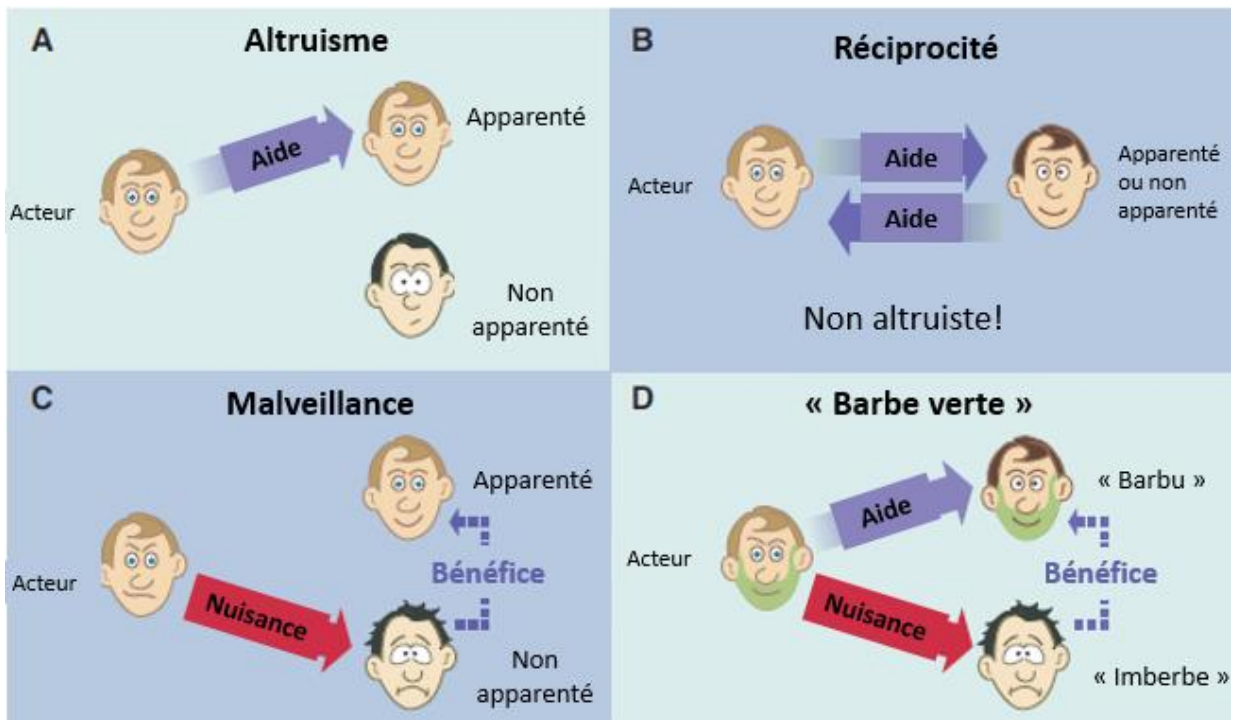 A
Altruisme
Aide
Apparenté
Acteur
Non
apparenté
B
Réciprocité
Acteur
Aide
Aide
Apparenté
ou non
apparenté
Non altruiste!
C
Malveillance
Apparenté
Acteur
Bénéfice
Nuisance
Non
apparenté
D
« Barbe verte »
Aide
« Barbu »
Acteur
Bénéfice
Nuisance
« Imberbe »